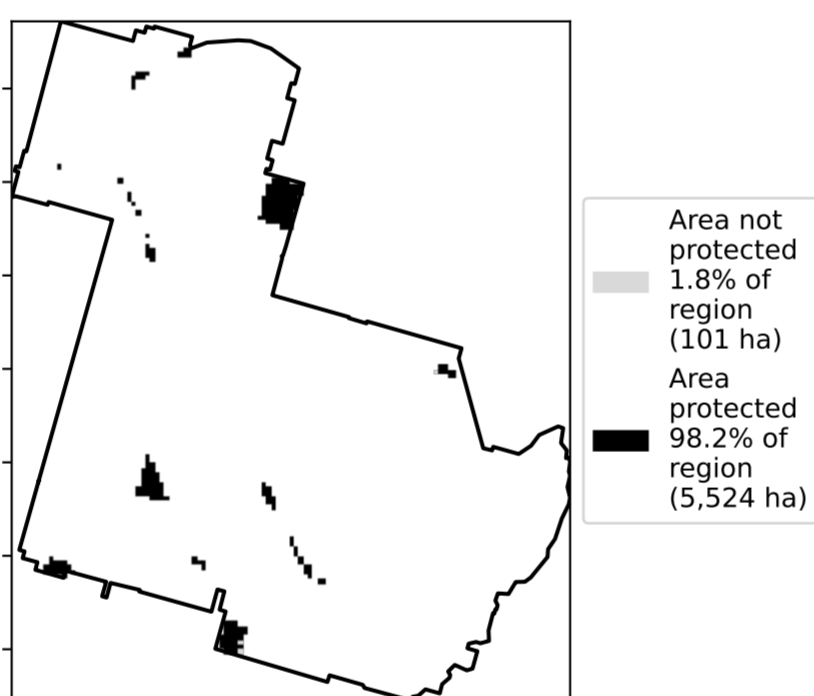 Area not
protected
1.8% of
region
(101 ha)
Area
protected
98.2% of
region
(5,524 ha)